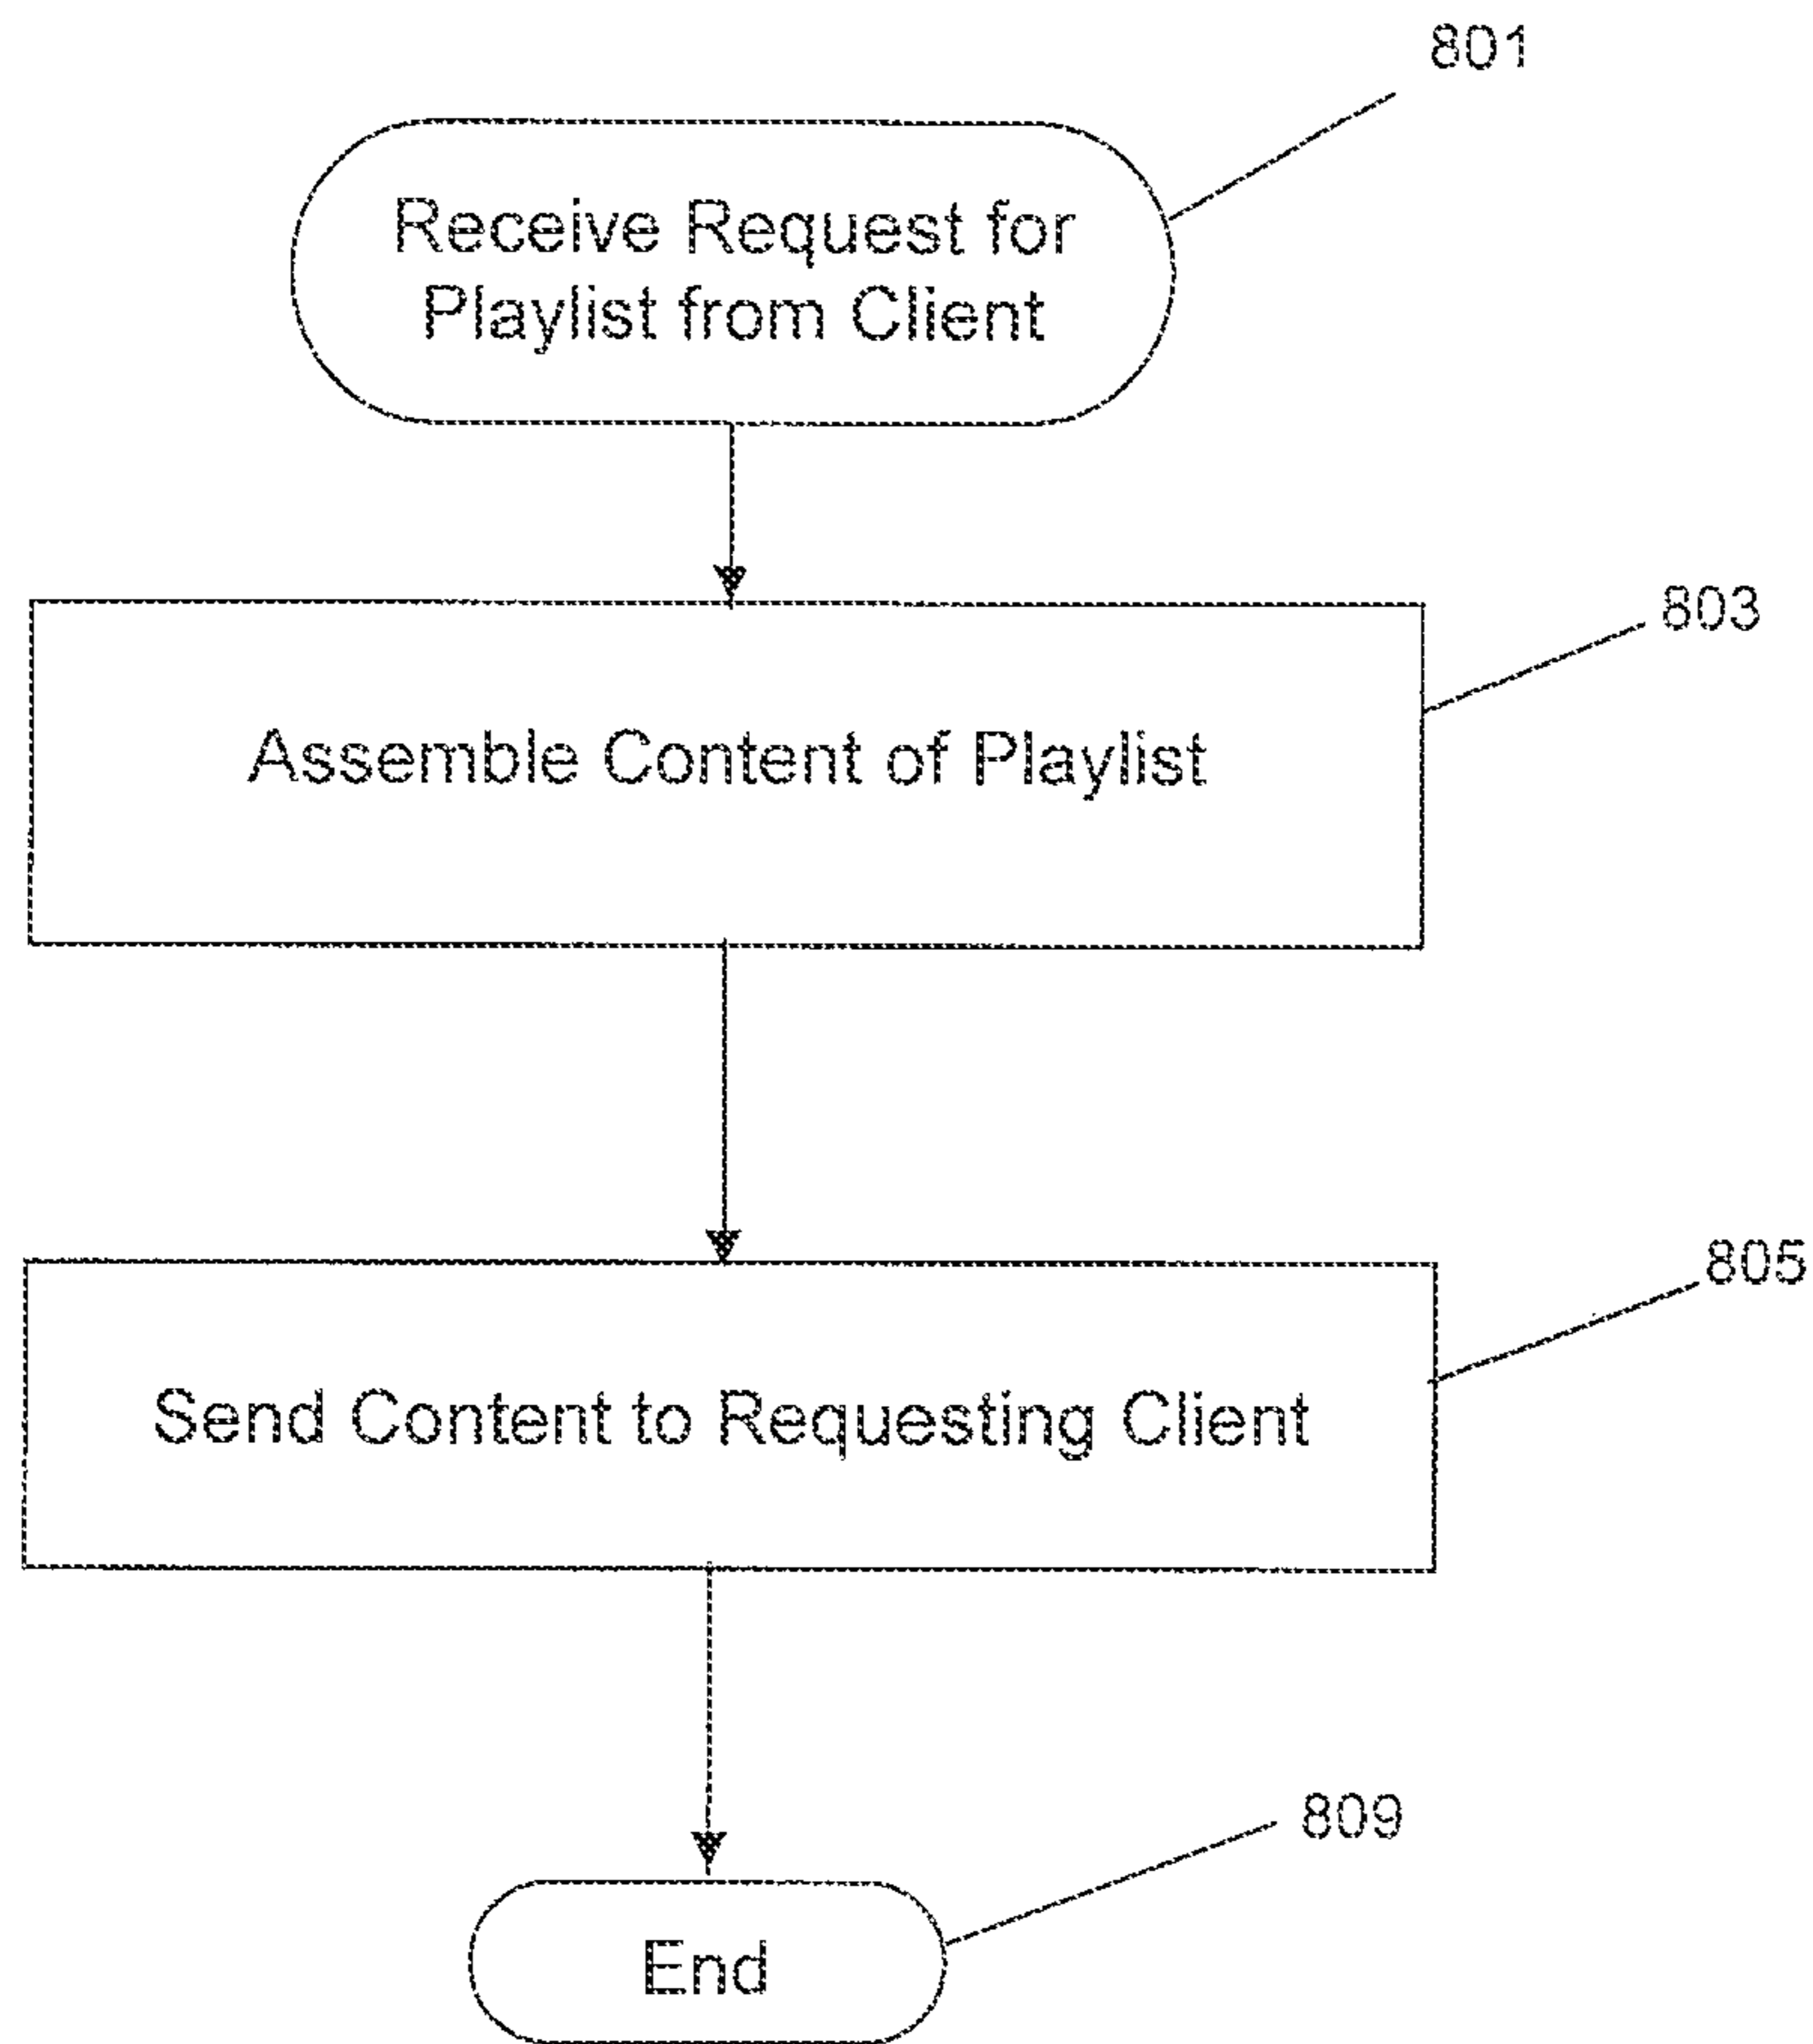 801
Receive Request for
Playlist from Client
803
Assemble Content of Playlist
805
Send Content to Requesting Client
809
End